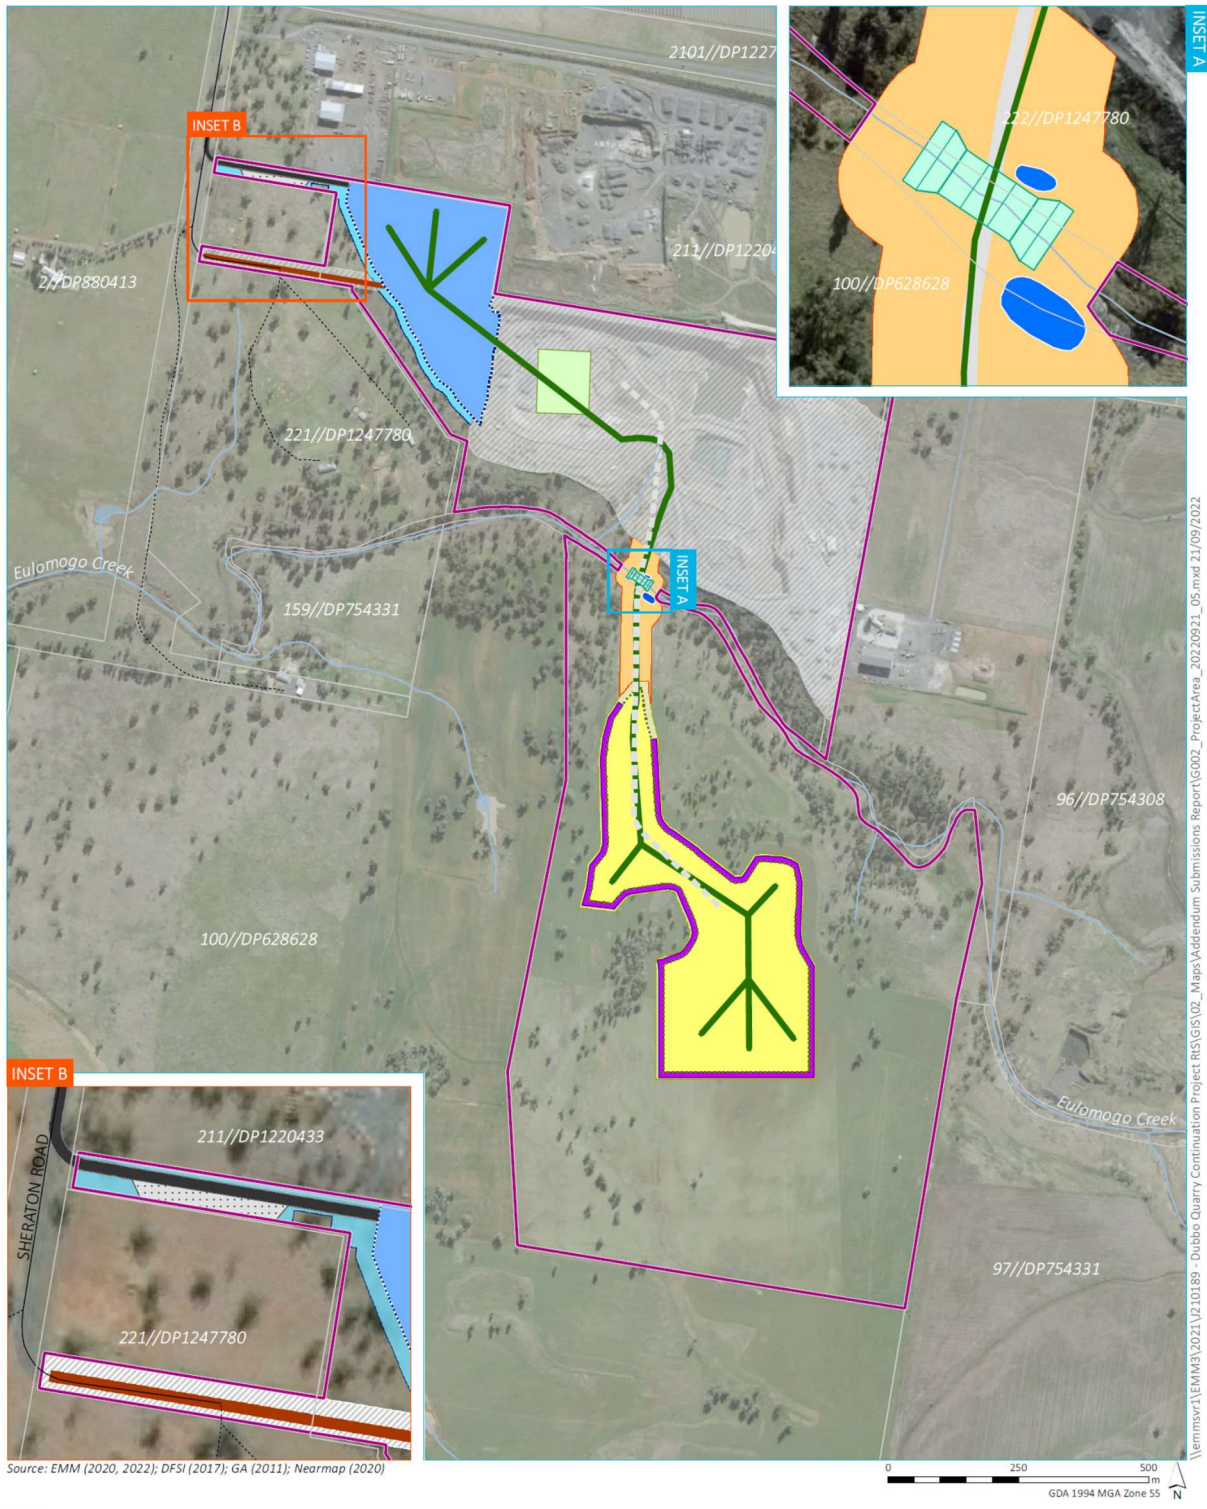 2101//DP1227
INSET A
222//DP1247780
100//DP628628
INSET B
2//DP880413
211//DP12204
221//DP1247780
INSET A
Eulomogo Creek
159//DP754331
96//DP754308
100//DP628628
Eulomogo Creek
97//DP754331
INSET B
211//DP1220433
SHERATON ROAD
221//DP1247780
\\emmsvr1\EMM3\2021\J210189 - Dubbo Quarry Continuation Project RtS\GIS\02_Maps\Addendum Submissions Report\G002_ProjectArea_20220921_05.mxd 21/09/2022
Source: EMM (2020, 2022); DFSI (2017); GA (2011); Nearmap (2020)
0 250 500
m
GDA 1994 MGA Zone 55
N